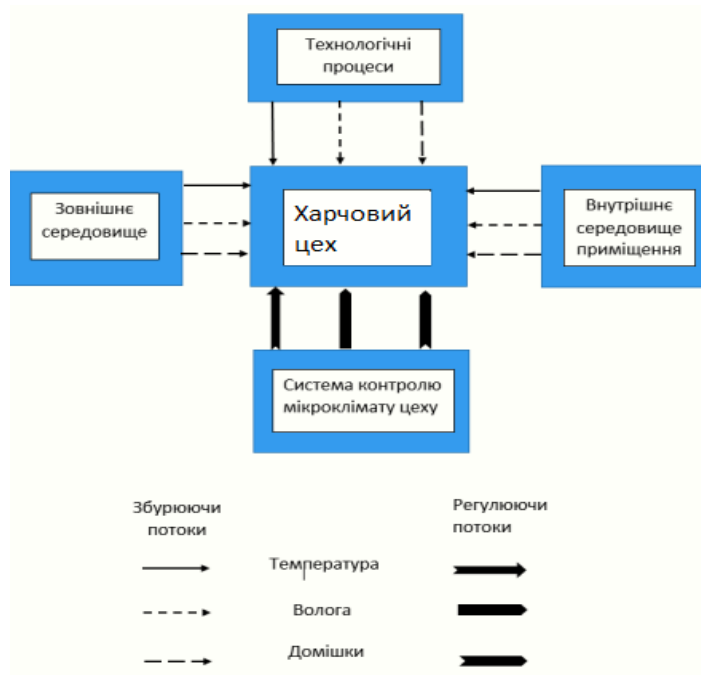 Технологічні
процеси
Зовнішнє
середовище
Харчовий
цех
Внутрішнє
середовище
приміщення
Система контролю
мікроклімату цеху
Збурюючи
потоки
Регулюючи
потоки
Температура
Волога
Домішки